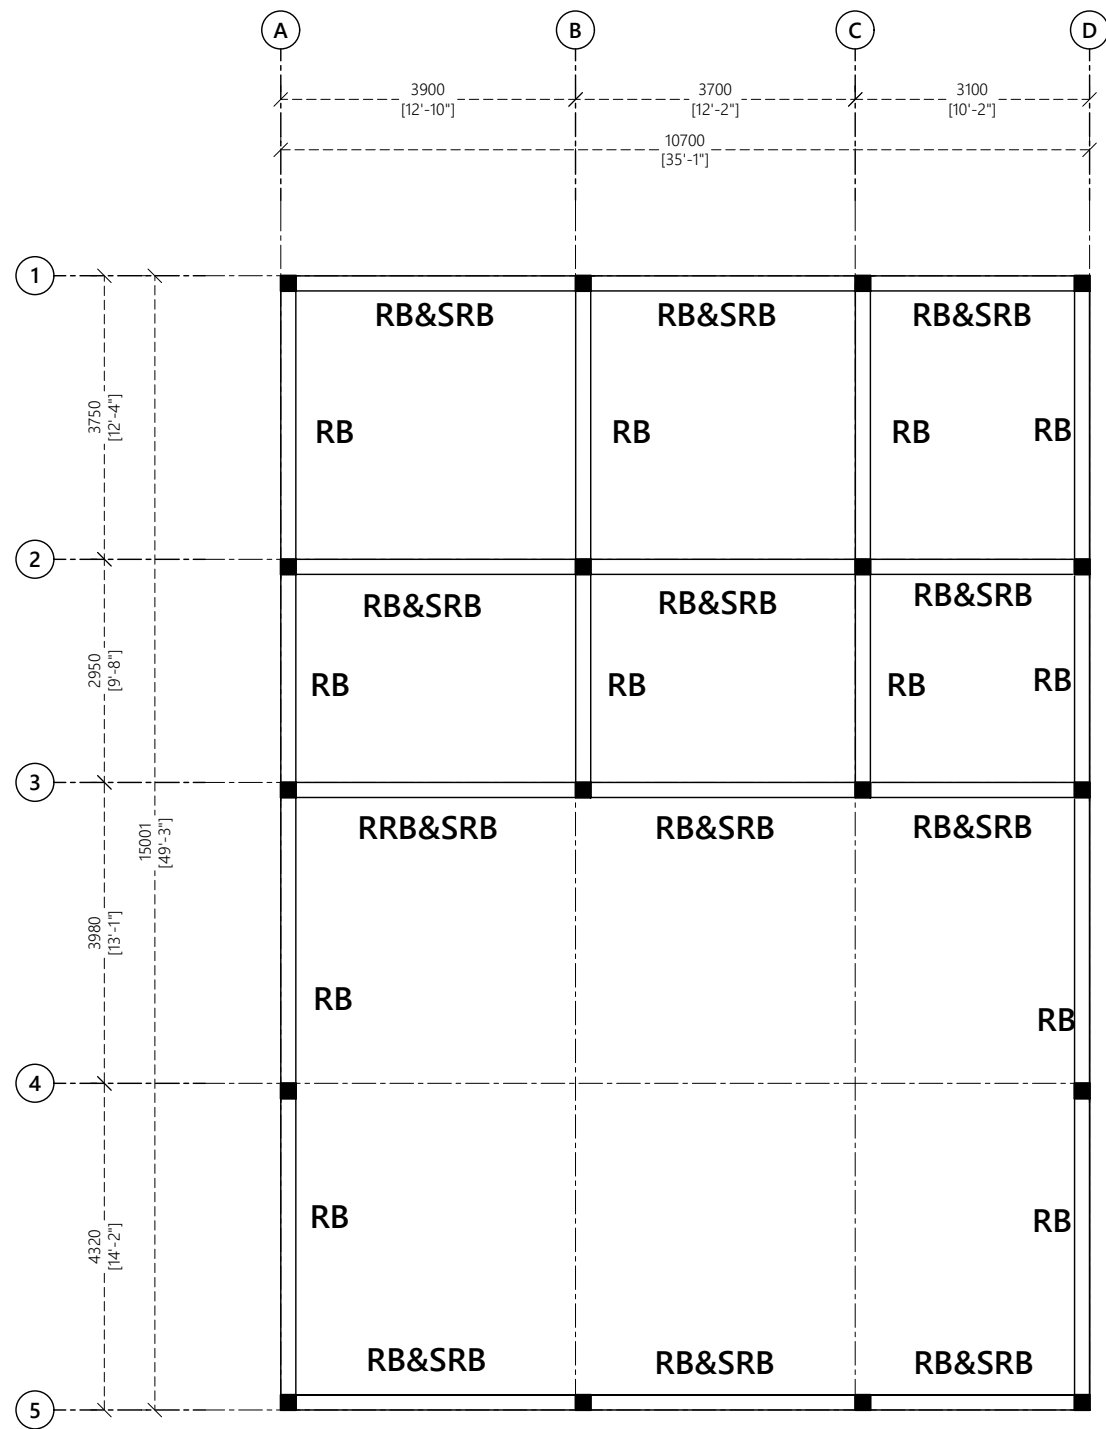 A B C D
3900 3700 3100
[12'-10"] [12'-2"] [10'-2"]
10700
[35'-1"]
1
RB&SRB RB&SRB RB&SRB
3750
[12'-4"]
RB RB RB RB
2
RB&SRB RB&SRB RB&SRB
2950
[9'-8"]
RB RB RB RB
3
RRB&SRB RB&SRB RB&SRB
15001
[49'-3"]
3980
[13'-1"]
RB RB
4
RB RB
4320
[14'-2"]
RB&SRB RB&SRB RB&SRB
5